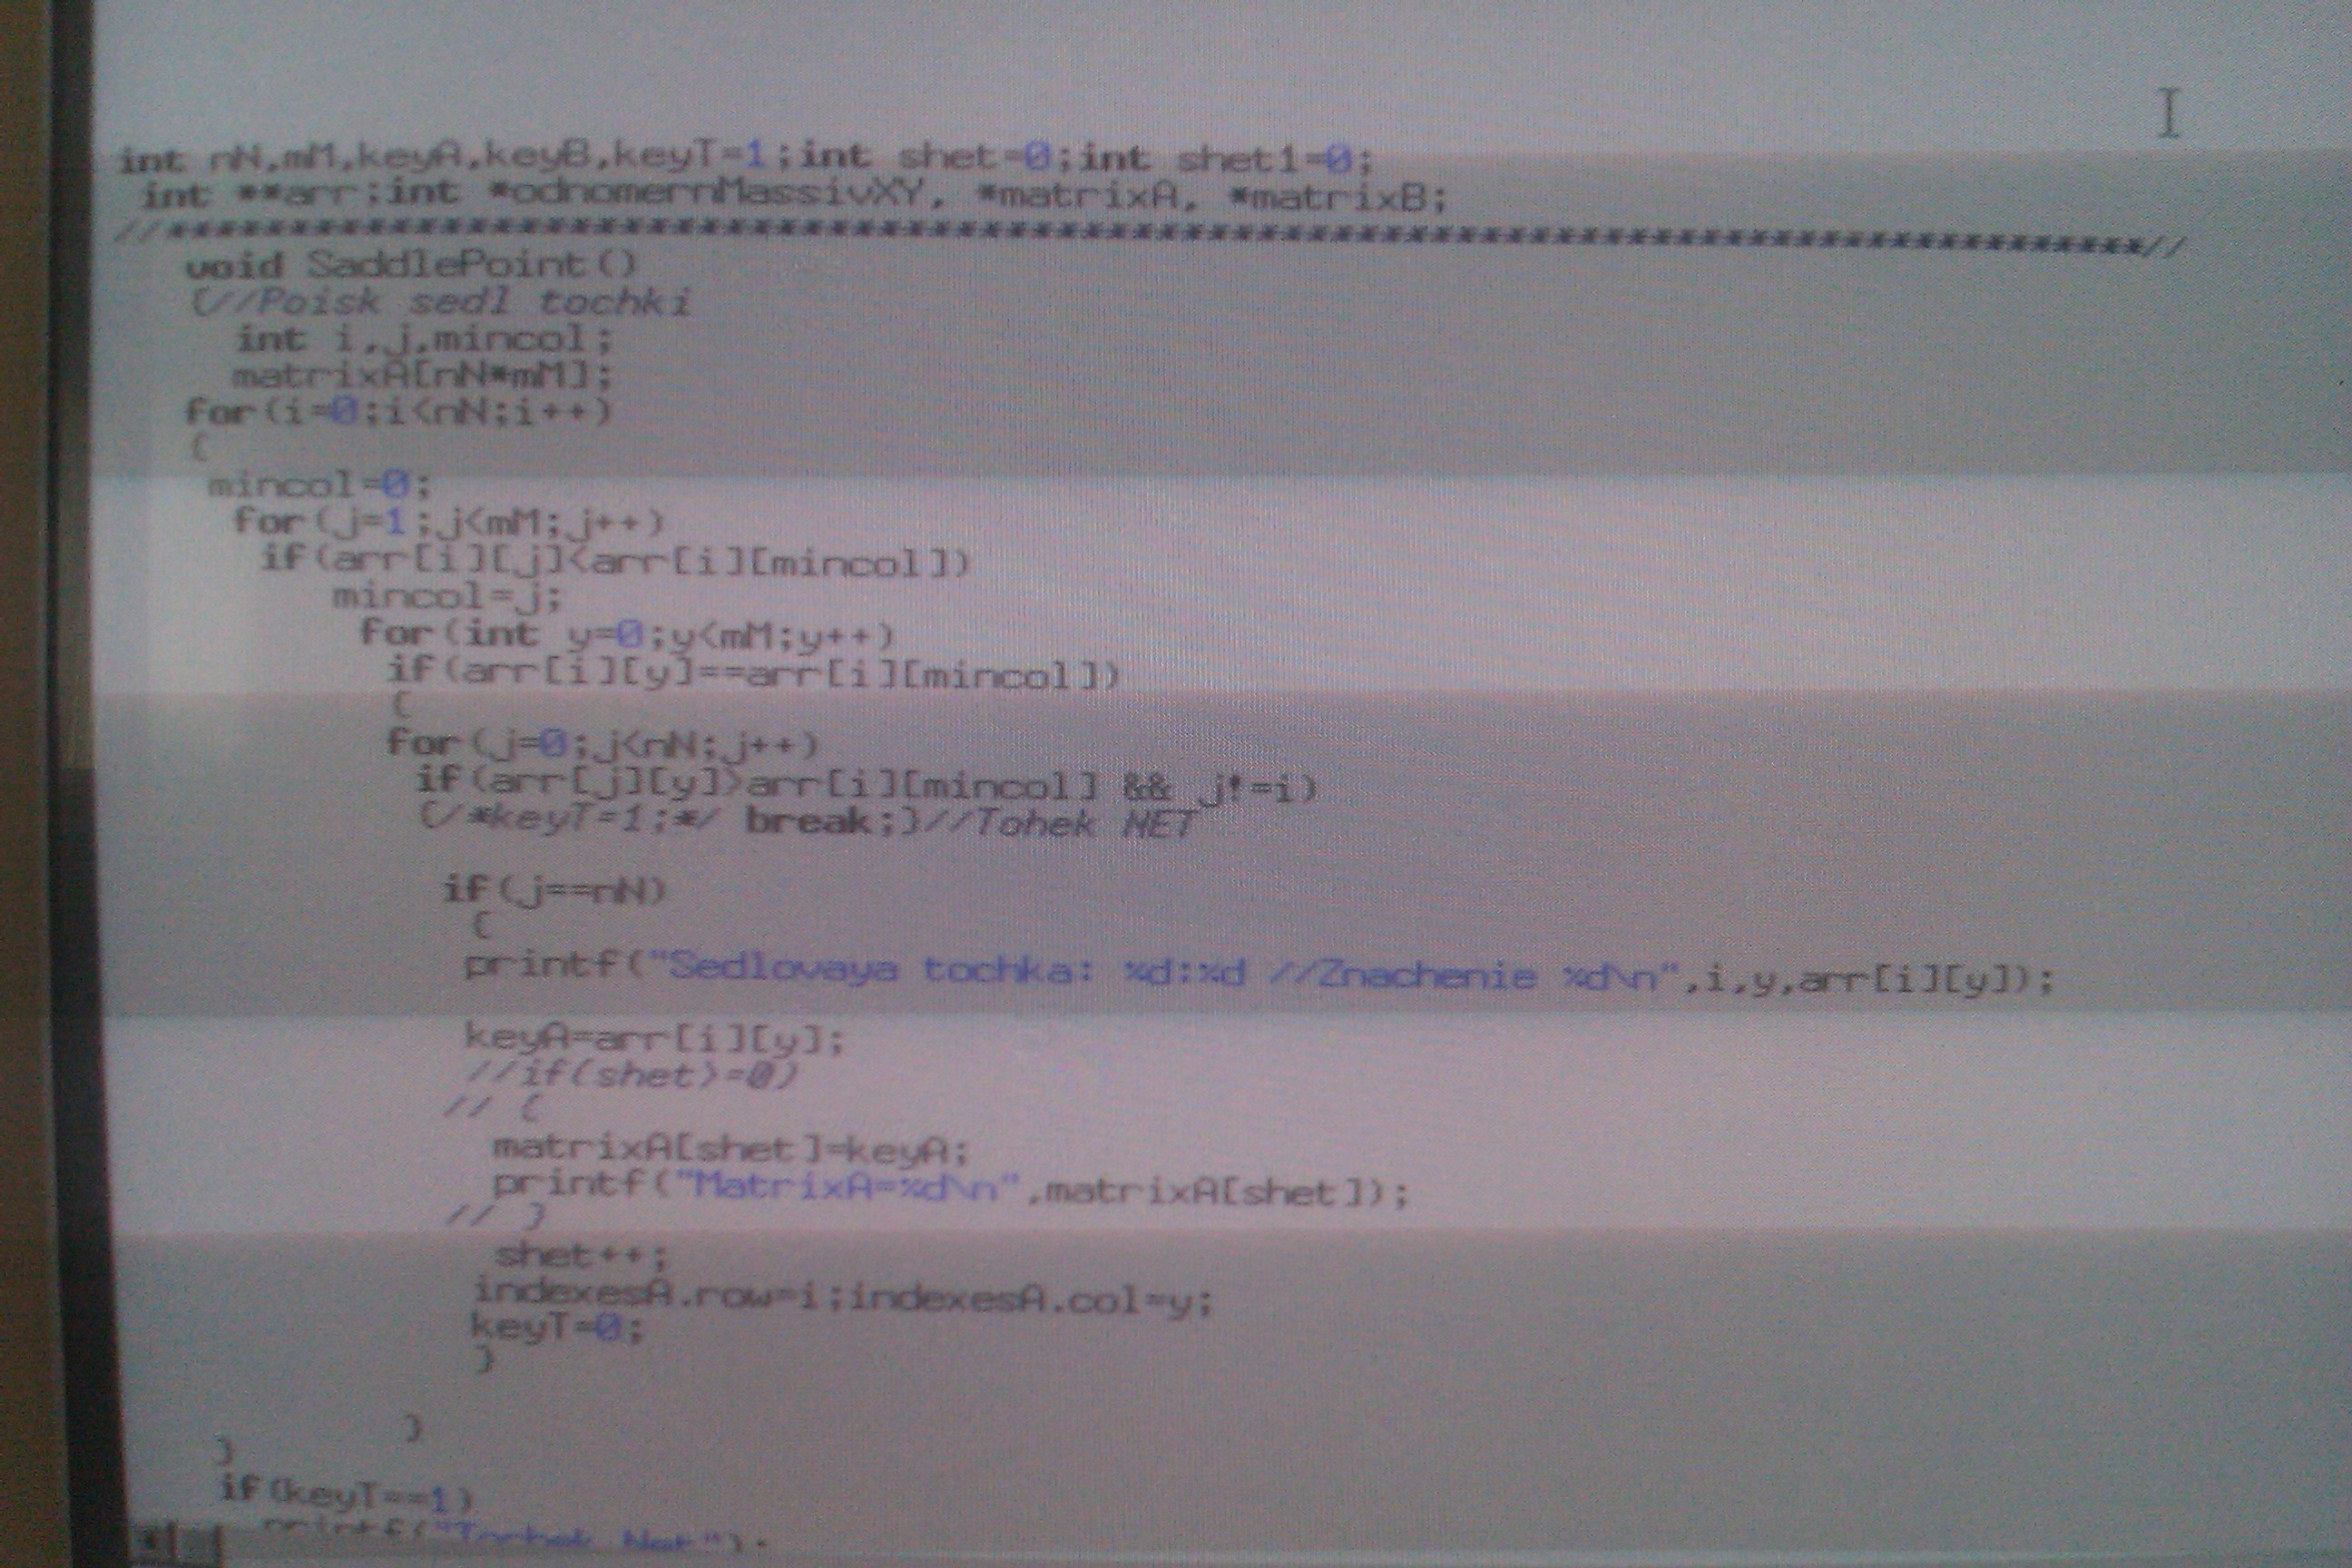 int nN,mM,keyA,keyB,keyT=1;int shet=0;int shet1=0;
int **arr;int *odnomernMassivXY, *matrixA, *matrixB;
//******************************************************************************//
void SaddlePoint()
{//Poisk sedl tochki
int i,j,mincol;
matrixA[nN*mM];
for(i=0;i<nN;i++)
{
mincol=0;
for(j=1;j<mM;j++)
if(arr[i][j]<arr[i][mincol])
mincol=j;
for(int y=0;y<mM;y++)
if(arr[i][y]==arr[i][mincol])
{
for(j=0;j<nN;j++)
if(arr[j][y]>arr[i][mincol] && j!=i)
{/*keyT=1;*/ break;}//Tohek NET
if(j==nN)
{
printf("Sedlovaya tochka: %d:%d //Znachenie %d\n",i,y,arr[i][y]);
keyA=arr[i][y];
//if(shet>=0)
// {
matrixA[shet]=keyA;
printf("MatrixA=%d\n",matrixA[shet]);
// }
shet++;
indexesA.row=i;indexesA.col=y;
keyT=0;
}
}
}
if(keyT==1)
printf("